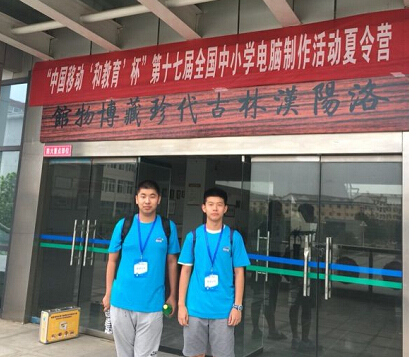 “中国移动‘和教育’杯”第十七届全国中小学电脑制作活动夏令营
洛陽漢林古代珍藏博物館